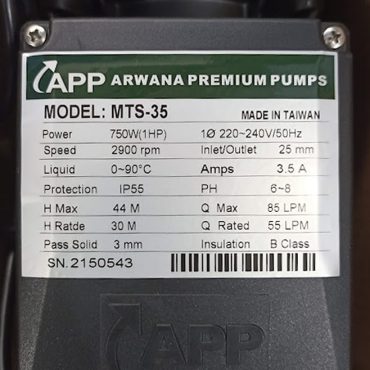 APP ARWANA PREMIUM PUMPS
MODEL: MTS-35 MADE IN TAIWAN
Power 750W(1HP) 1Ø 220~240V/50Hz
Speed 2900 rpm Inlet/Outlet 25 mm
Liquid 0~90°C Amps 3.5 A
Protection IP55 PH 6~8
H Max 44 M Q Max 85 LPM
H Ratde 30 M Q Rated 55 LPM
Pass Solid 3 mm Insulation B Class
SN.2150543
APP